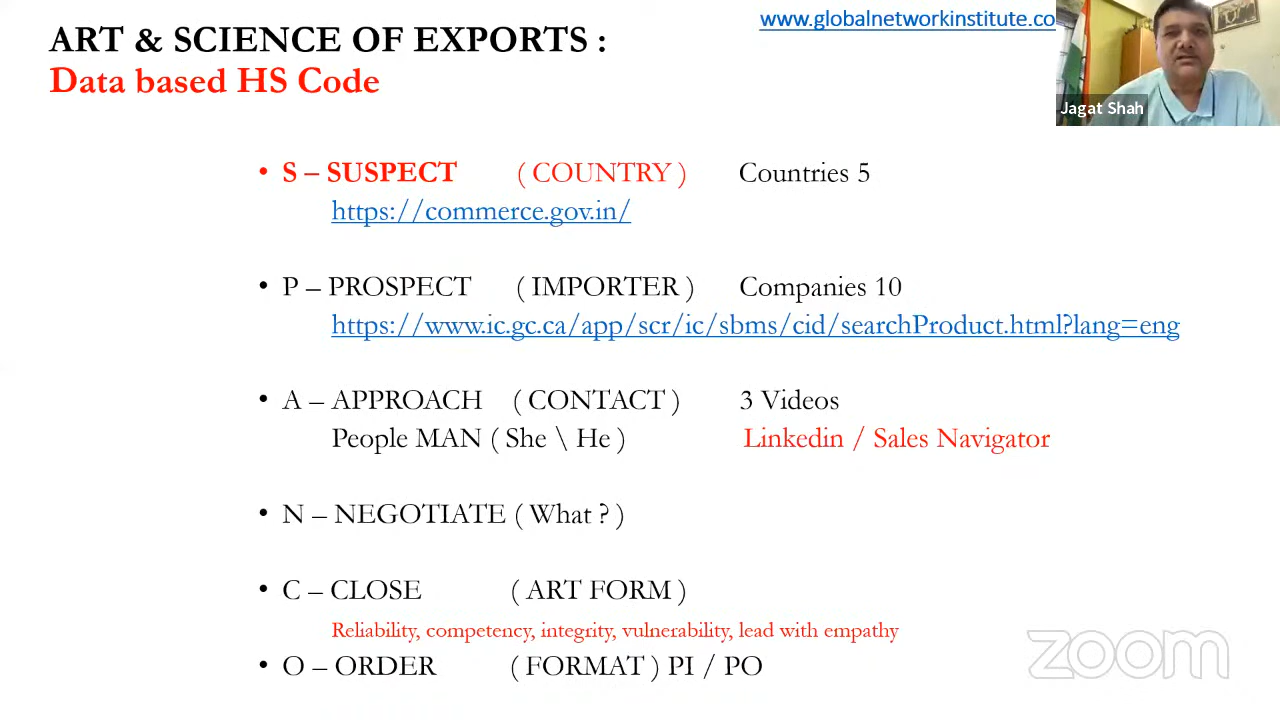 www.globalnetworkinstitute.co
ART & SCIENCE OF EXPORTS :
Data based HS Code
Jagat Shah
• S – SUSPECT ( COUNTRY ) Countries 5
https://commerce.gov.in/
• P – PROSPECT ( IMPORTER ) Companies 10
https://www.ic.gc.ca/app/scr/ic/sbms/cid/searchProduct.html?lang=eng
• A – APPROACH ( CONTACT ) 3 Videos
People MAN ( She \ He ) Linkedin / Sales Navigator
• N – NEGOTIATE ( What ? )
• C – CLOSE ( ART FORM )
Reliability, competency, integrity, vulnerability, lead with empathy
• O – ORDER ( FORMAT ) PI / PO
zoom